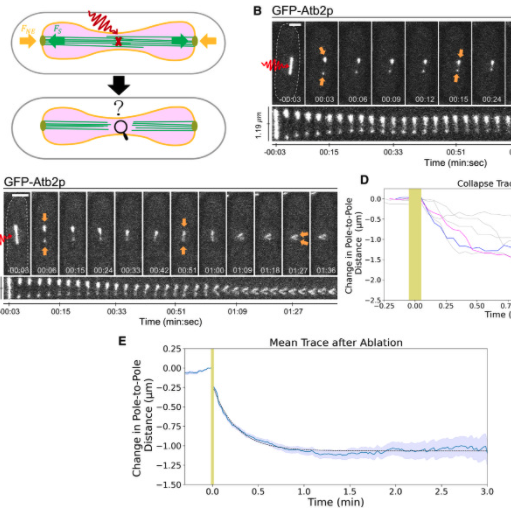 B GFP-Atb2p
F_S
?
-00:03 00:03 00:06 00:09 00:12 00:15 00:24
1.19 μm
-00:03 00:15 00:33 00:51
Time (min:sec)
GFP-Atb2p
-00:03 00:06 00:15 00:24 00:33 00:42 00:51 01:00 01:09 01:18 01:27 01:36
-00:03 00:15 00:33 00:51 01:09 01:27
Time (min:sec)
D
Collapse Trac
Change in Pole-to-Pole
Distance (μm)
0.0
-0.5
-1.0
-1.5
-2.0
-2.5
-0.25 0.00 0.25 0.50 0.75
Time (
E
Mean Trace after Ablation
Change in Pole-to-Pole
Distance (μm)
0.25
0.00
-0.25
-0.50
-0.75
-1.00
-1.25
-1.50
0.0 0.5 1.0 1.5 2.0 2.5 3.0
Time (min)